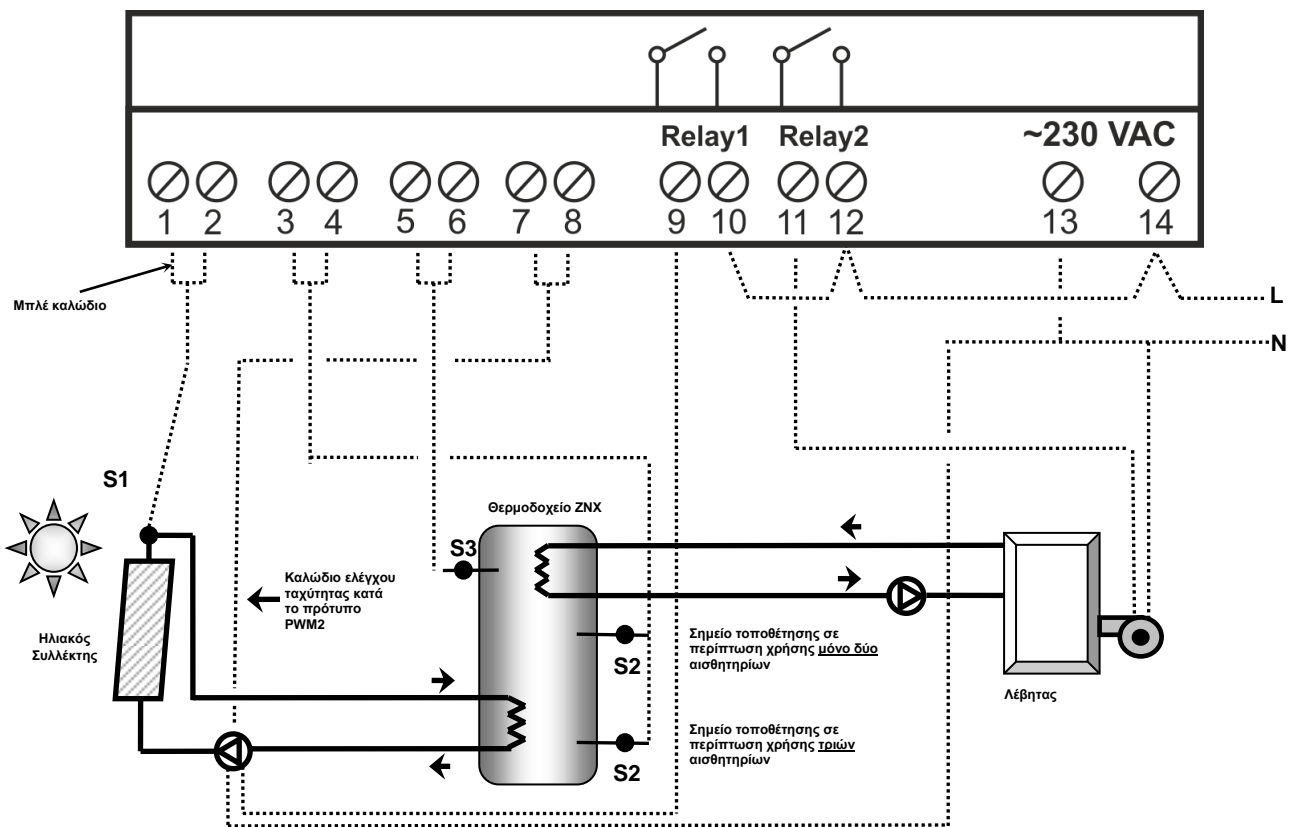 Relay1 Relay2 ~230 VAC
1 2 3 4 5 6 7 8 9 10 11 12 13 14
Μπλέ καλώδιο
L
N
S1
Θερμοδοχείο ΖΝΧ
S3
Καλώδιο ελέγχου
ταχύτητας κατά
το πρότυπο
PWM2
Ηλιακός
Συλλέκτης
Σημείο τοποθέτησης σε
περίπτωση χρήσης μόνο δύο
αισθητηρίων
S2
Λέβητας
Σημείο τοποθέτησης σε
περίπτωση χρήσης τριών
αισθητηρίων
S2